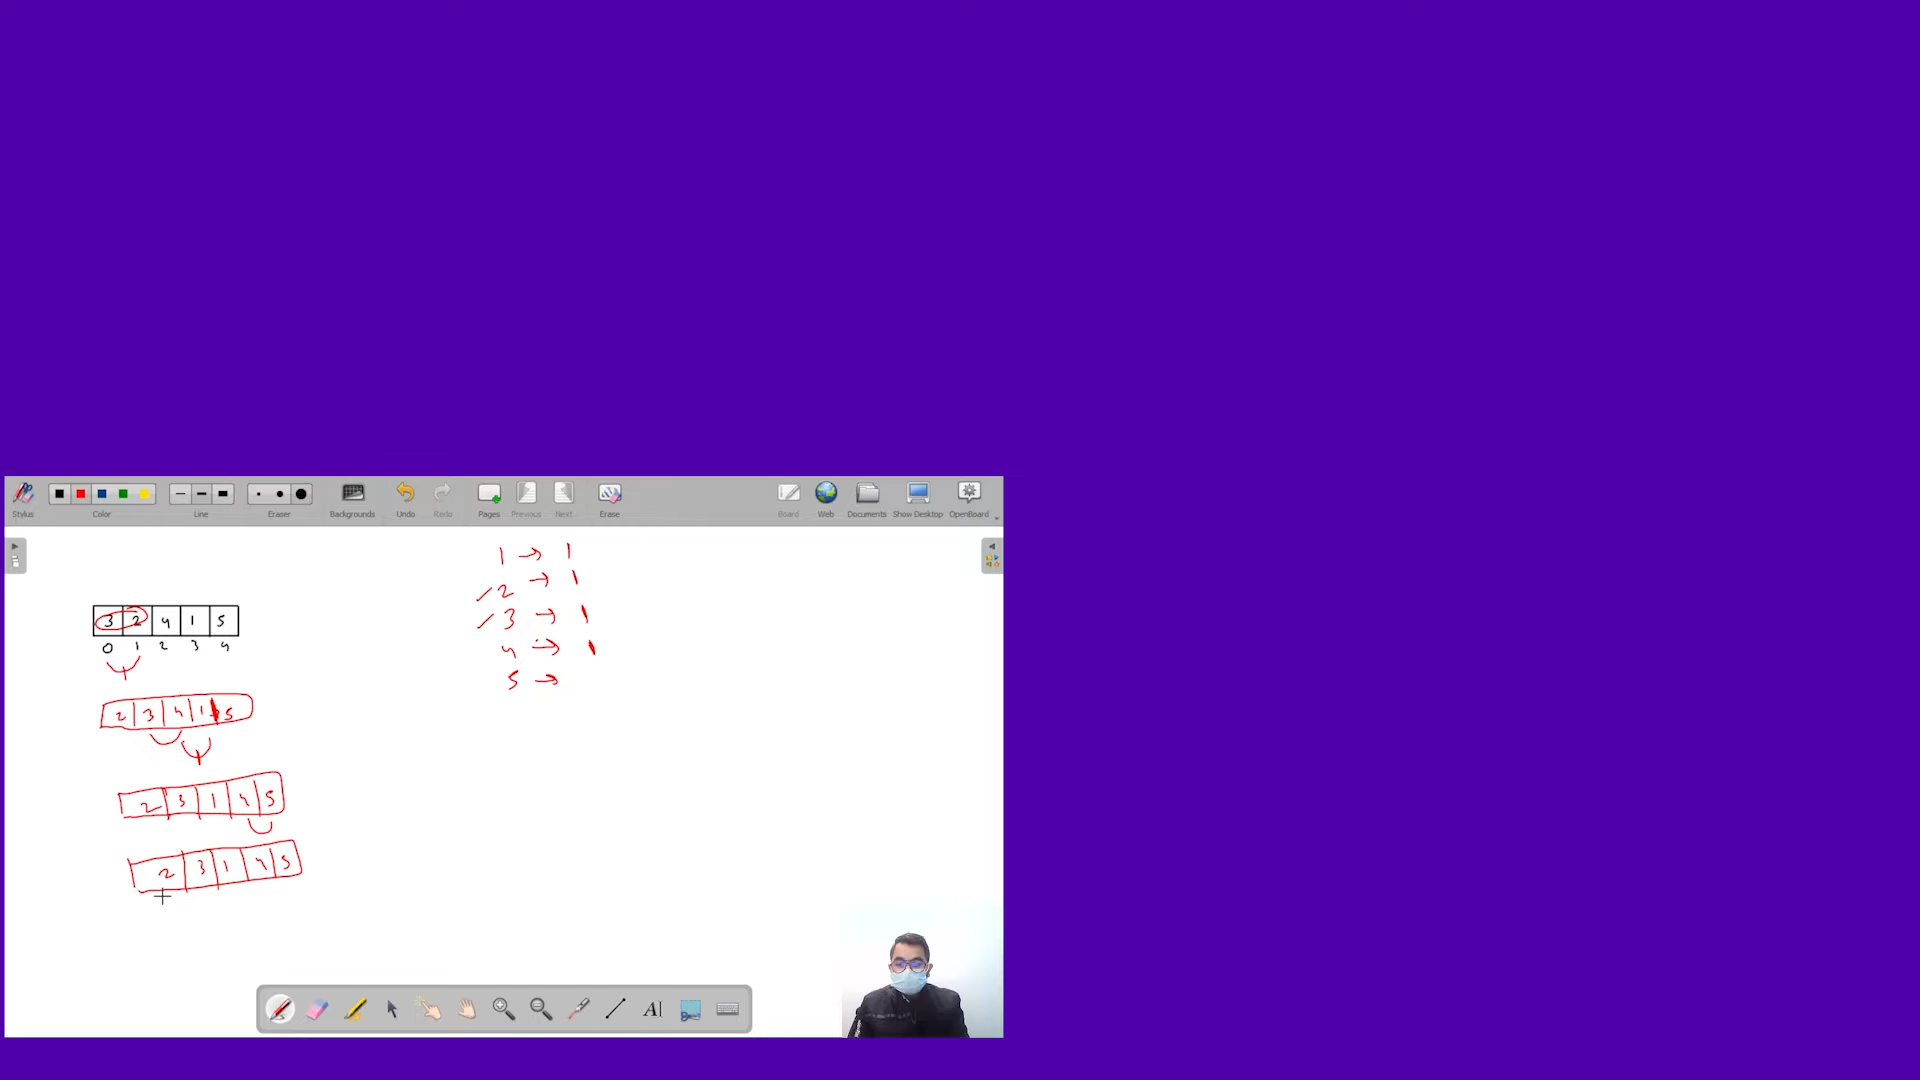 Stylus Color Line Eraser Backgrounds Undo Redo Pages Previous Next Erase Board Web Documents Show Desktop OpenBoard
1 → 1
2 → 1
3 → 1
4 → 1
5 →
3 2 4 1 5
0 1 2 3 4
2 3 4 1 5
2 3 1 4 5
2 3 1 4 5
A